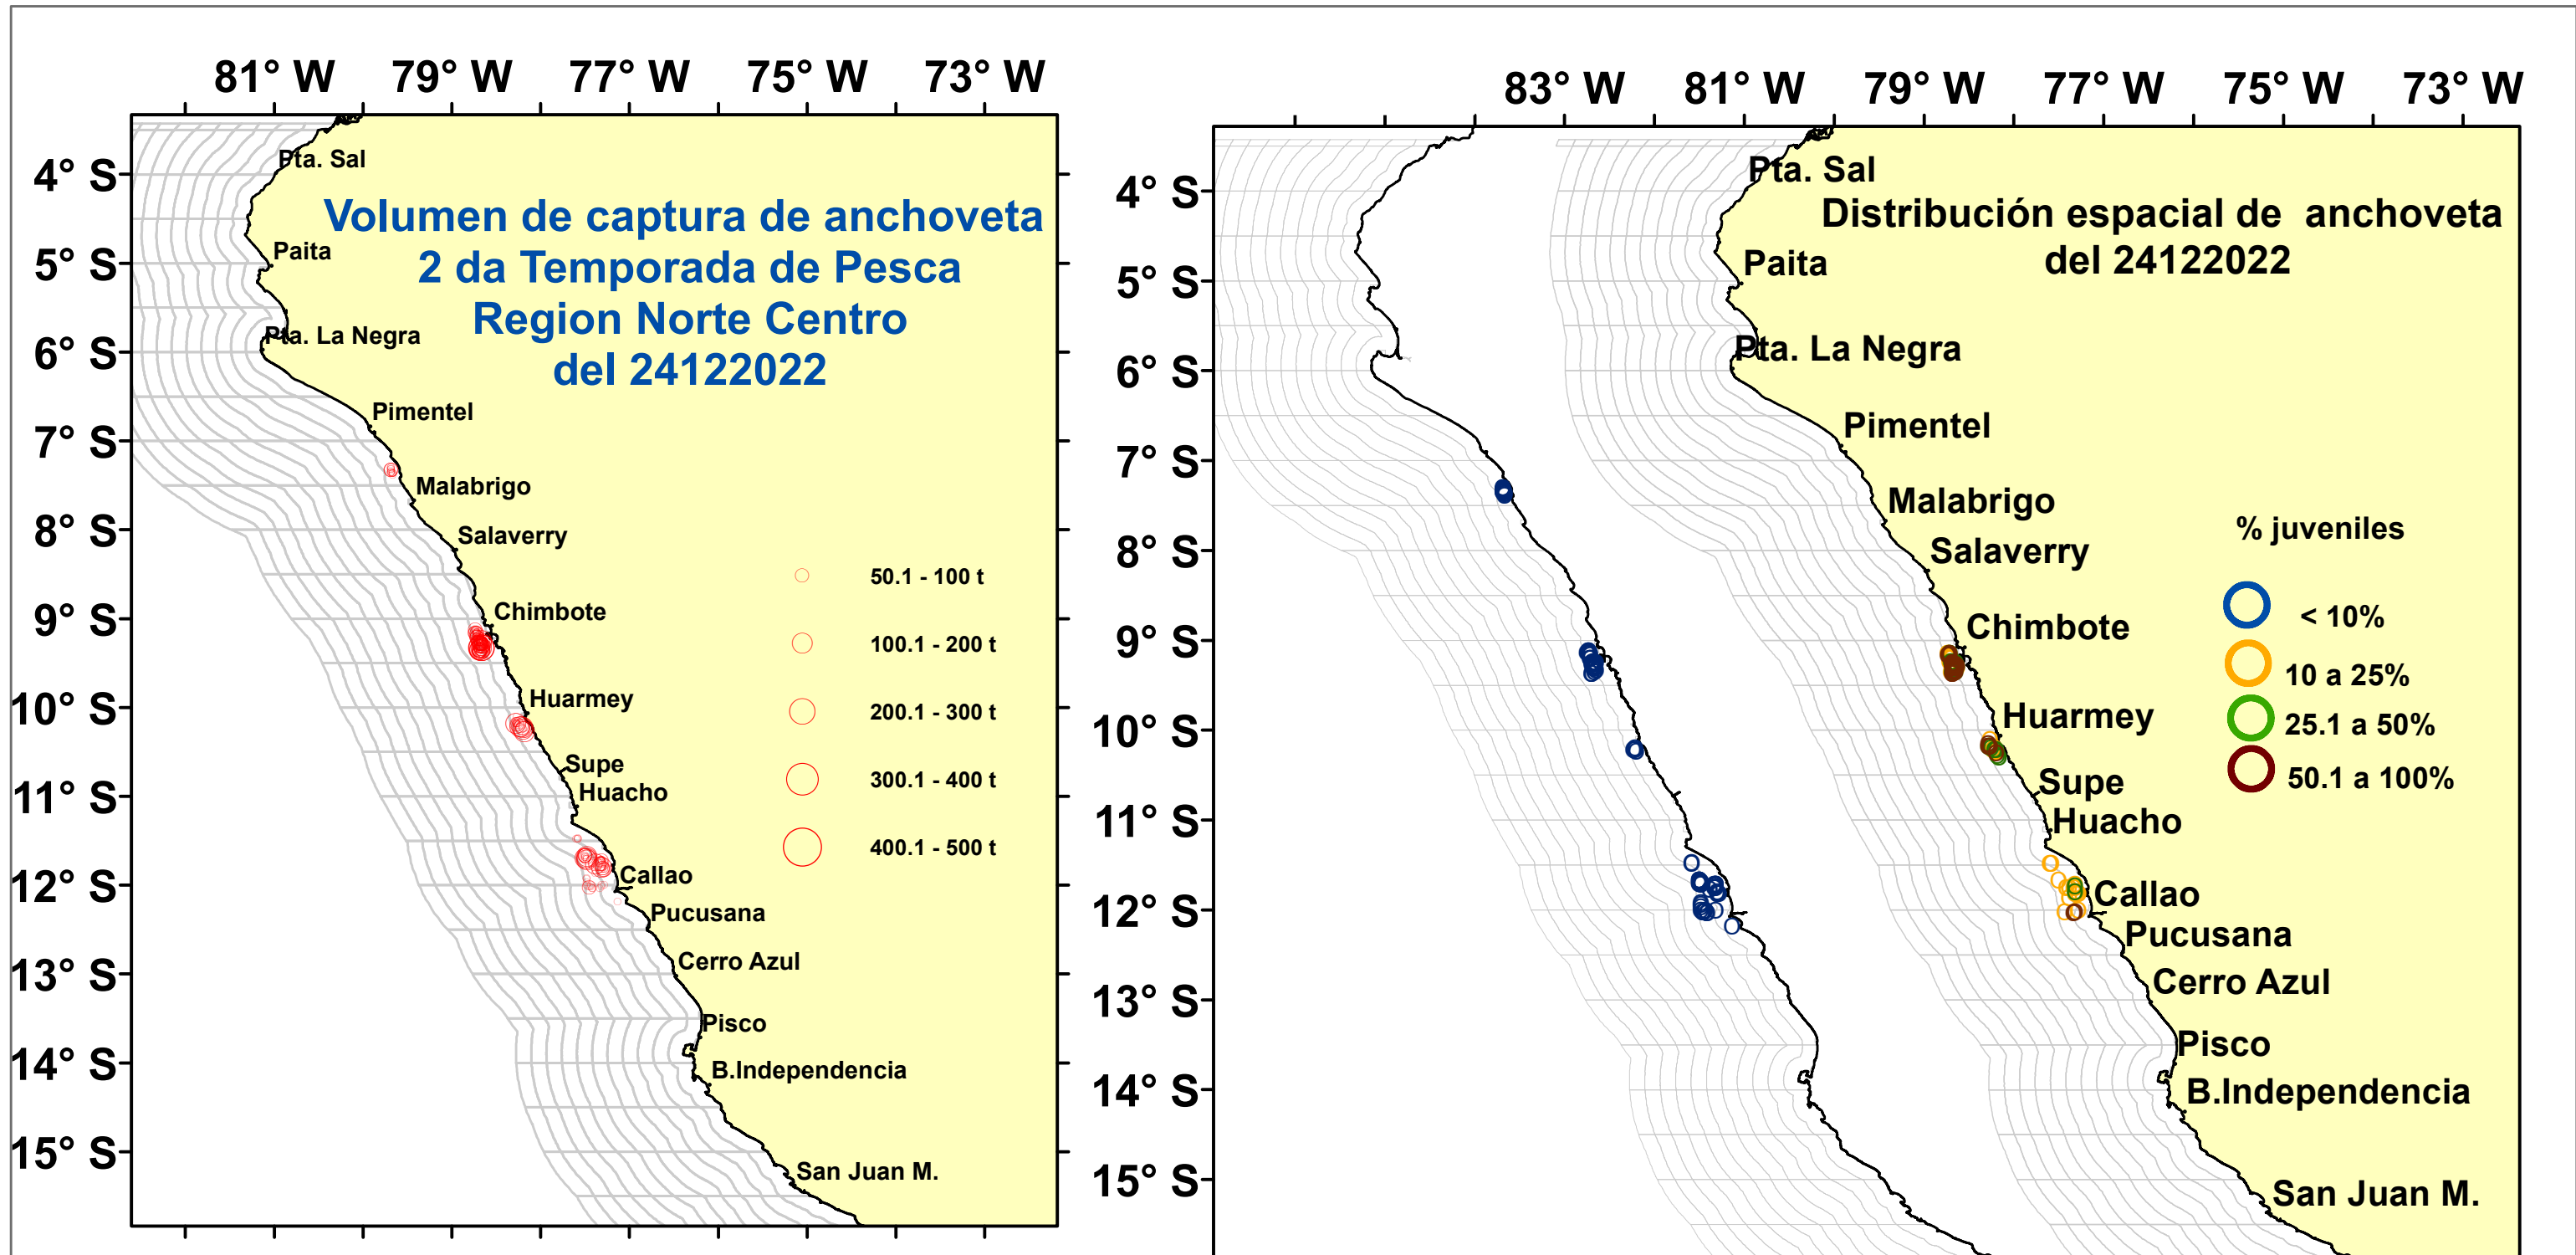 81° W 79° W 77° W 75° W 73° W
4° S
5° S
6° S
7° S
8° S
9° S
10° S
11° S
12° S
13° S
14° S
15° S
Volumen de captura de anchoveta
2 da Temporada de Pesca
Region Norte Centro
del 24122022
Pta. Sal
Paita
Pta. La Negra
Pimentel
Malabrigo
Salaverry
Chimbote
Huarmey
Supe
Huacho
Callao
Pucusana
Cerro Azul
Pisco
B.Independencia
San Juan M.
50.1 - 100 t
100.1 - 200 t
200.1 - 300 t
300.1 - 400 t
400.1 - 500 t
83° W 81° W 79° W 77° W 75° W 73° W
4° S
5° S
6° S
7° S
8° S
9° S
10° S
11° S
12° S
13° S
14° S
15° S
Distribución espacial de anchoveta
del 24122022
Pta. Sal
Paita
Pta. La Negra
Pimentel
Malabrigo
Salaverry
Chimbote
Huarmey
Supe
Huacho
Callao
Pucusana
Cerro Azul
Pisco
B.Independencia
San Juan M.
% juveniles
< 10%
10 a 25%
25.1 a 50%
50.1 a 100%